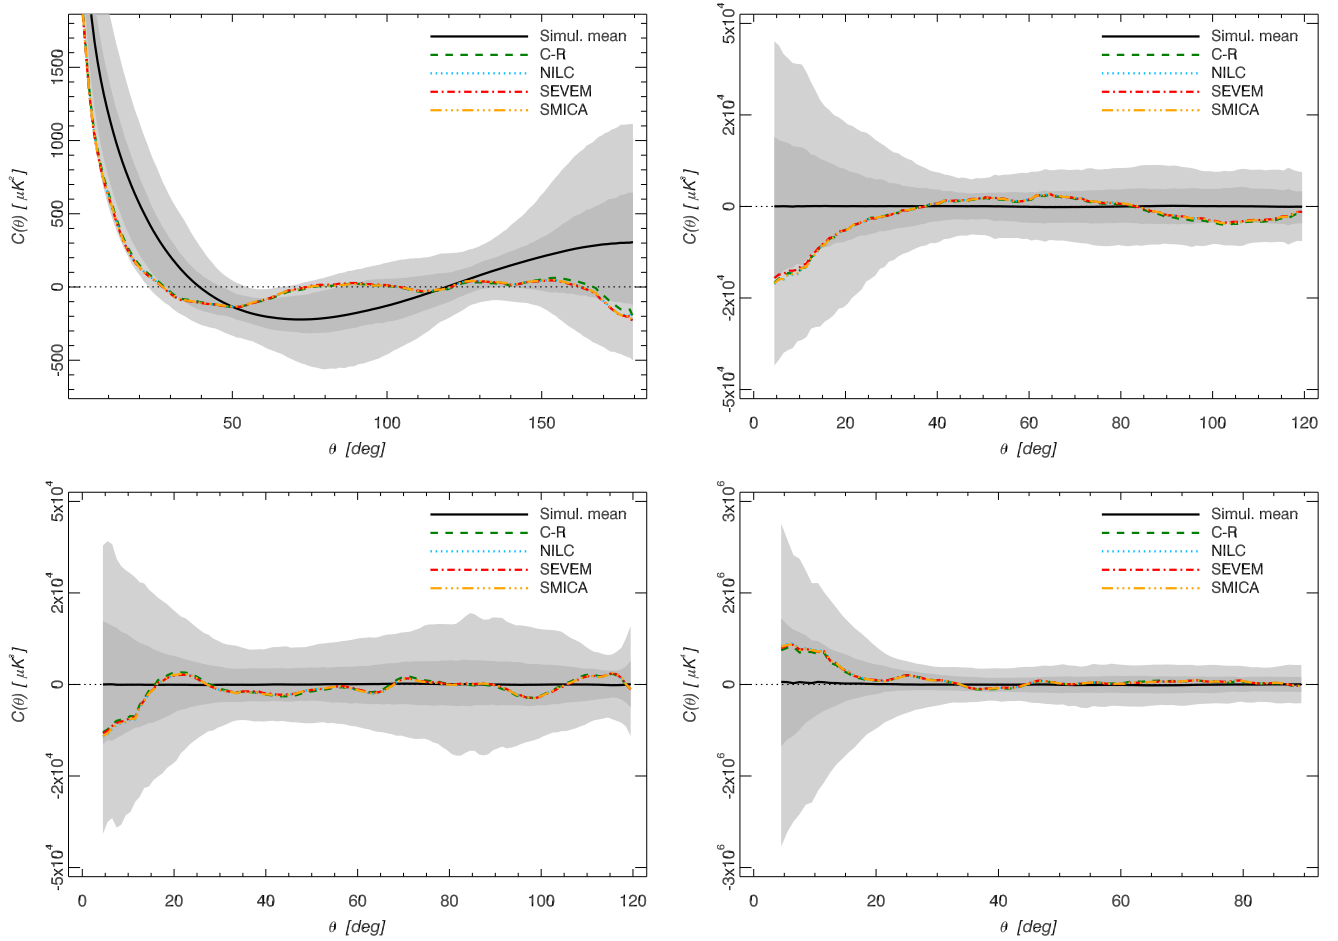 Simul. mean
C-R
NILC
SEVEM
SMICA
C(θ) [ μK² ]
1500
1000
500
0
-500
50
100
150
θ [deg]
Simul. mean
C-R
NILC
SEVEM
SMICA
C(θ) [ μK³ ]
5x10⁴
2x10⁴
0
-2x10⁴
-5x10⁴
0
20
40
60
80
100
120
θ [deg]
Simul. mean
C-R
NILC
SEVEM
SMICA
C(θ) [ μK³ ]
5x10⁴
2x10⁴
0
-2x10⁴
-5x10⁴
0
20
40
60
80
100
120
θ [deg]
Simul. mean
C-R
NILC
SEVEM
SMICA
C(θ) [ μK⁴ ]
3x10⁶
2x10⁶
0
-2x10⁶
-3x10⁶
0
20
40
60
80
θ [deg]